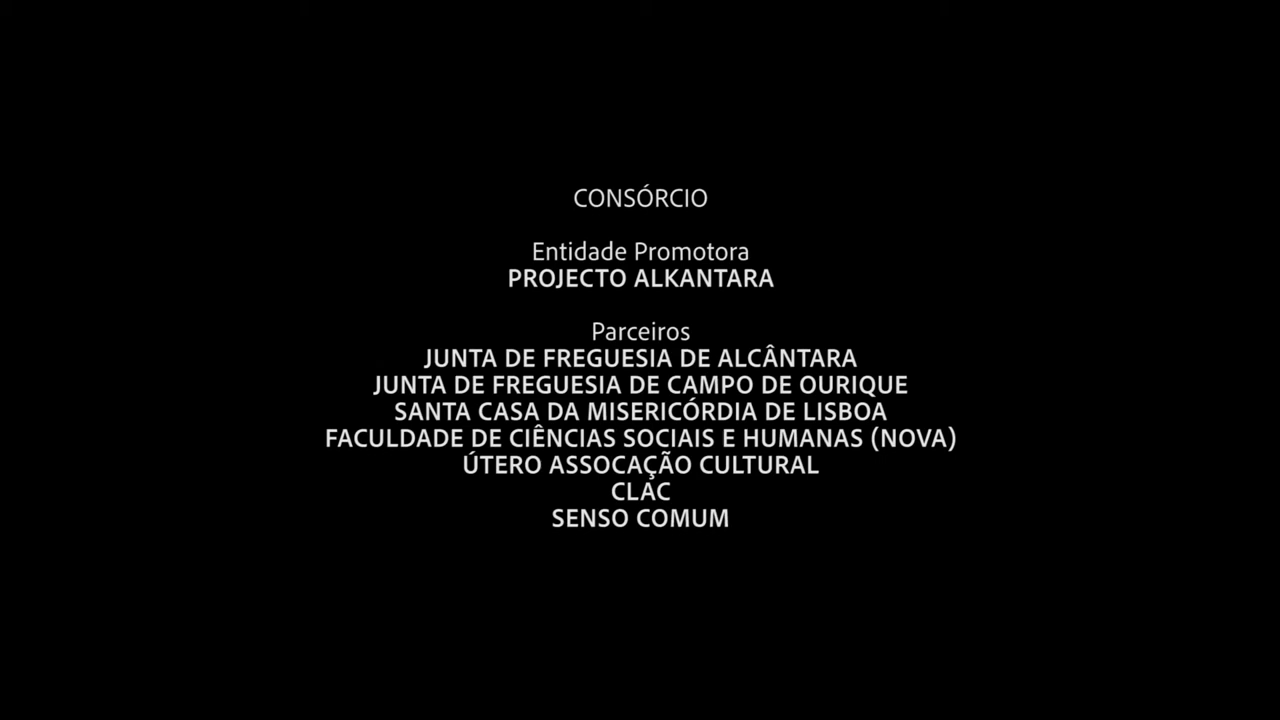 CONSÓRCIO
Entidade Promotora
PROJECTO ALKANTARA
Parceiros
JUNTA DE FREGUESIA DE ALCÂNTARA
JUNTA DE FREGUESIA DE CAMPO DE OURIQUE
SANTA CASA DA MISERICÓRDIA DE LISBOA
FACULDADE DE CIÊNCIAS SOCIAIS E HUMANAS (NOVA)
ÚTERO ASSOCAÇÃO CULTURAL
CLAC
SENSO COMUM